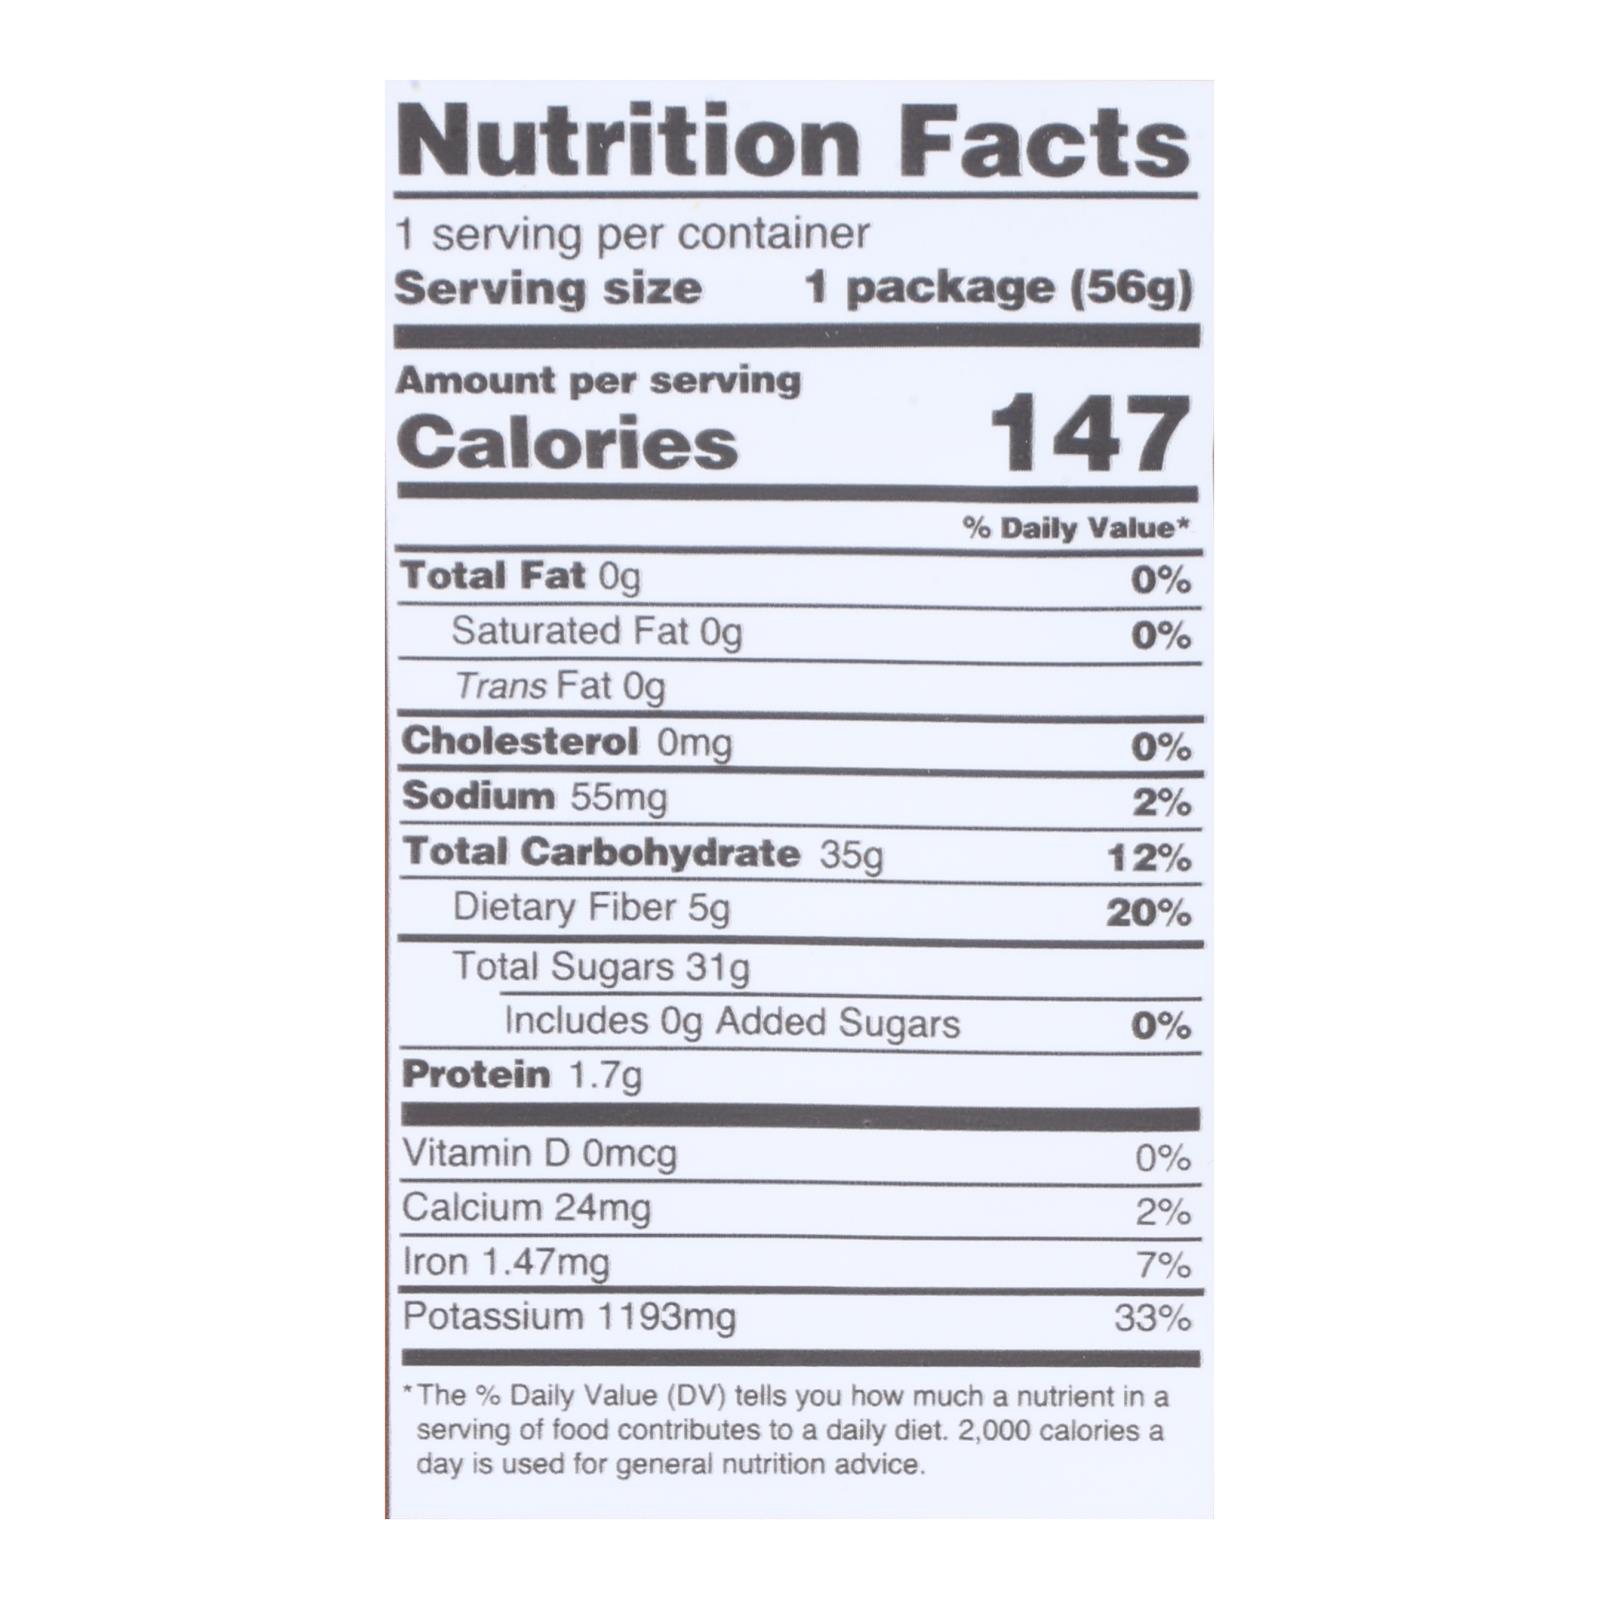 Nutrition Facts
1 serving per container
Serving size 1 package (56g)
Amount per serving
Calories 147
% Daily Value*
Total Fat 0g 0%
Saturated Fat 0g 0%
Trans Fat 0g
Cholesterol 0mg 0%
Sodium 55mg 2%
Total Carbohydrate 35g 12%
Dietary Fiber 5g 20%
Total Sugars 31g
Includes 0g Added Sugars 0%
Protein 1.7g
Vitamin D 0mcg 0%
Calcium 24mg 2%
Iron 1.47mg 7%
Potassium 1193mg 33%
*The % Daily Value (DV) tells you how much a nutrient in a
serving of food contributes to a daily diet. 2,000 calories a
day is used for general nutrition advice.